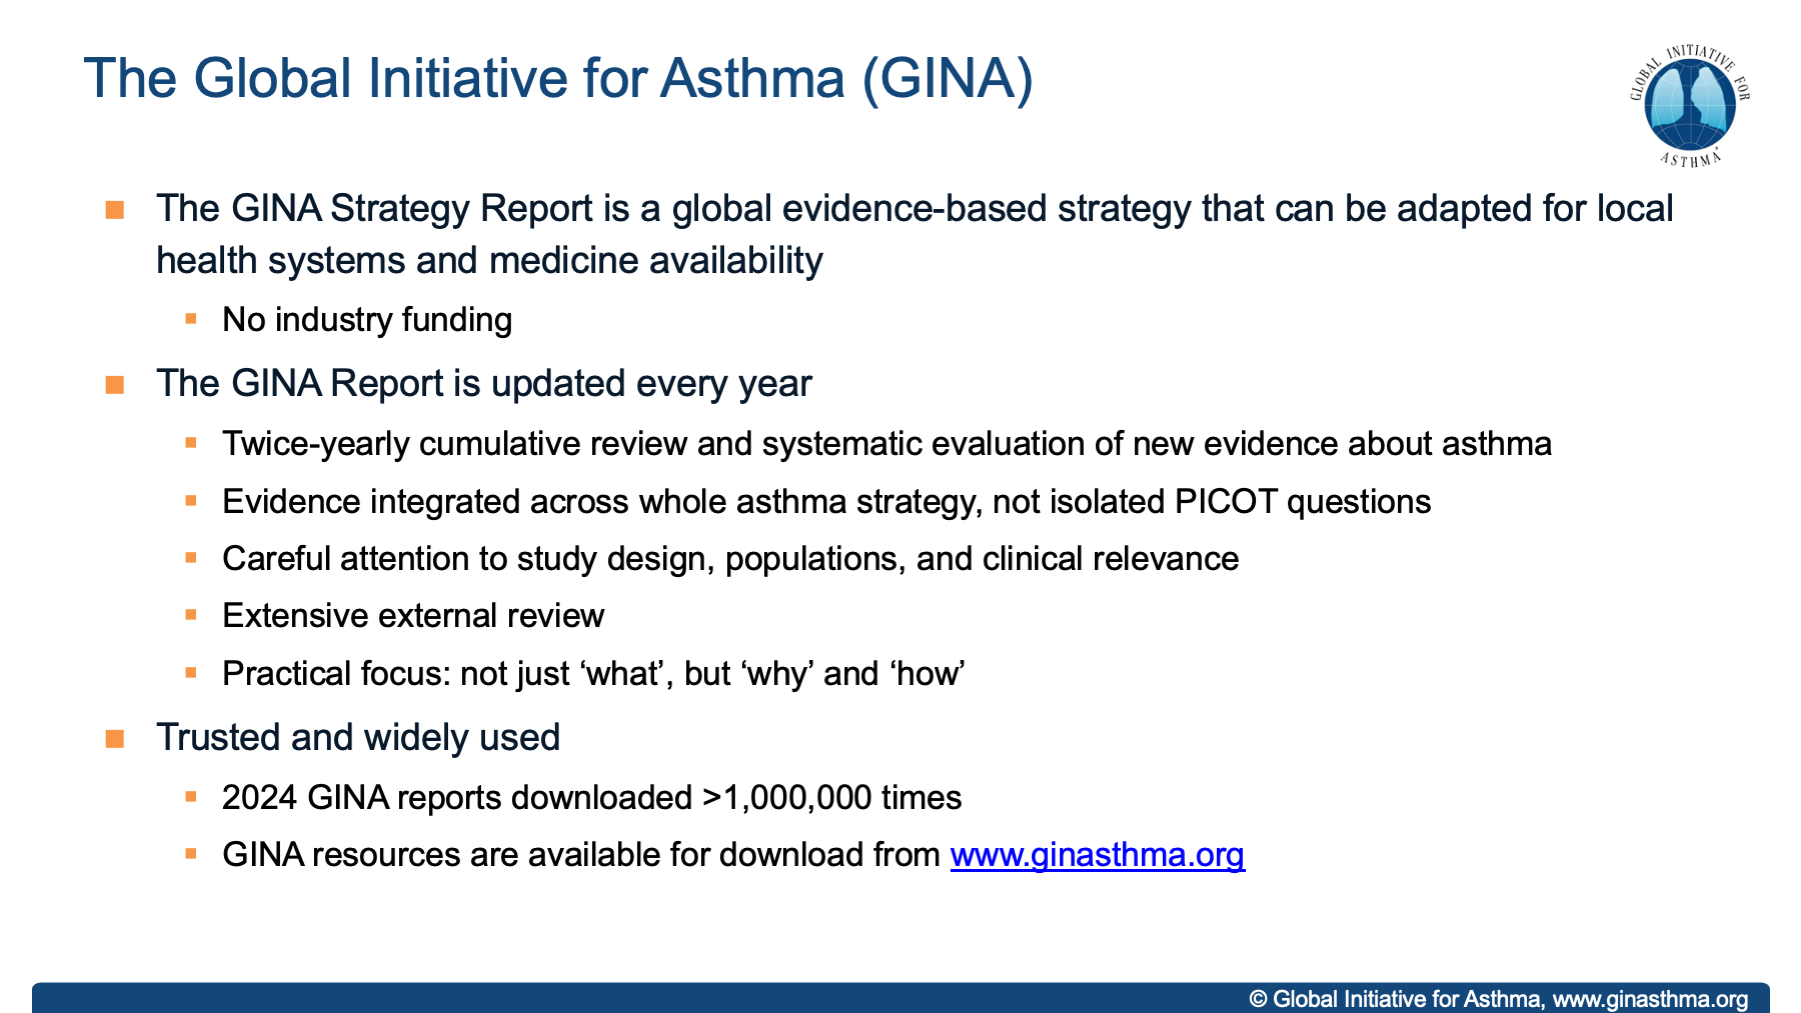 The Global Initiative for Asthma (GINA)
GLOBAL INITIATIVE FOR
ASTHMA
The GINA Strategy Report is a global evidence-based strategy that can be adapted for local
health systems and medicine availability
No industry funding
The GINA Report is updated every year
Twice-yearly cumulative review and systematic evaluation of new evidence about asthma
Evidence integrated across whole asthma strategy, not isolated PICOT questions
Careful attention to study design, populations, and clinical relevance
Extensive external review
Practical focus: not just ‘what’, but ‘why’ and ‘how’
Trusted and widely used
2024 GINA reports downloaded >1,000,000 times
GINA resources are available for download from www.ginasthma.org
© Global Initiative for Asthma, www.ginasthma.org